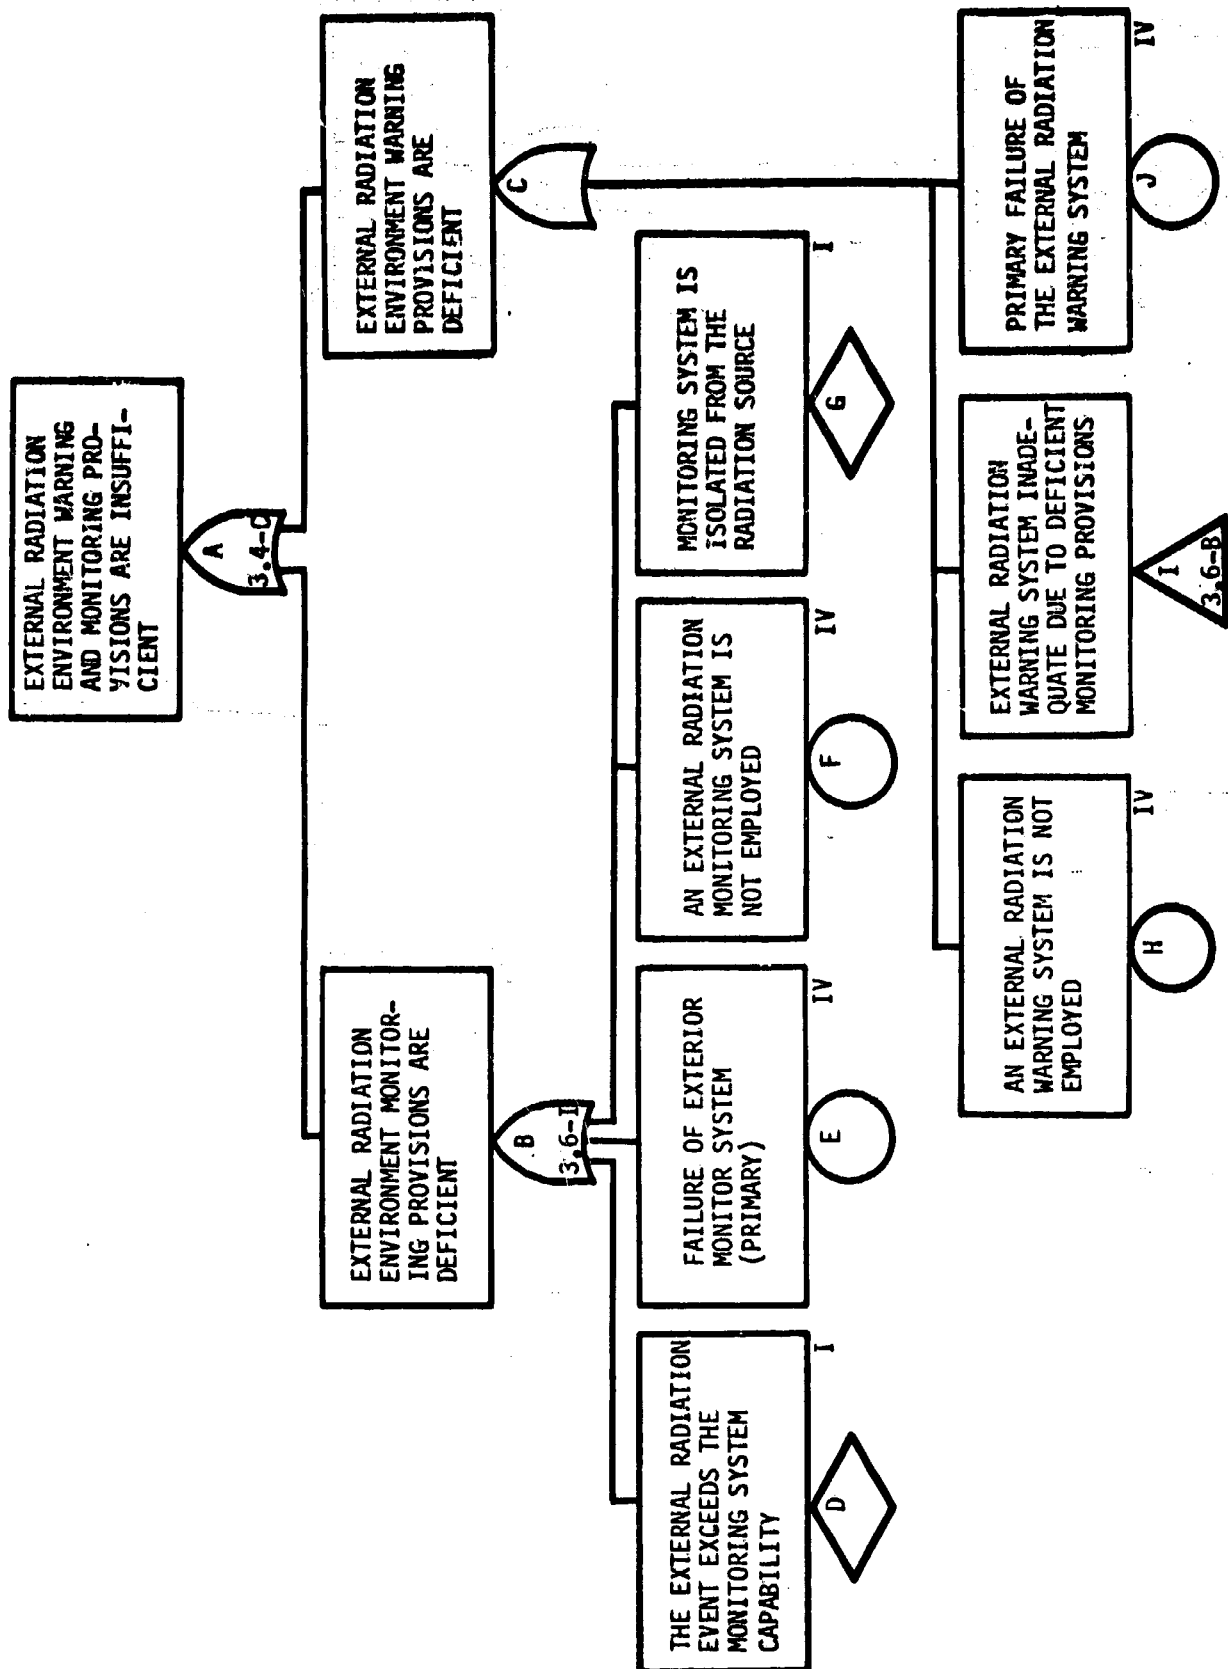 EXTERNAL RADIATION
ENVIRONMENT WARNING
AND MONITORING PRO-
VISIONS ARE INSUFFI-
CIENT
A
3.4-C
EXTERNAL RADIATION
ENVIRONMENT MONITOR-
ING PROVISIONS ARE
DEFICIENT
B
3.6-I
EXTERNAL RADIATION
ENVIRONMENT WARNING
PROVISIONS ARE
DEFICIENT
C
THE EXTERNAL RADIATION
EVENT EXCEEDS THE
MONITORING SYSTEM
CAPABILITY
I
D
FAILURE OF EXTERIOR
MONITOR SYSTEM
(PRIMARY)
IV
E
AN EXTERNAL RADIATION
MONITORING SYSTEM IS
NOT EMPLOYED
IV
F
MONITORING SYSTEM IS
ISOLATED FROM THE
RADIATION SOURCE
I
G
AN EXTERNAL RADIATION
WARNING SYSTEM IS NOT
EMPLOYED
IV
H
EXTERNAL RADIATION
WARNING SYSTEM INADE-
QUATE DUE TO DEFICIENT
MONITORING PROVISIONS
I
3.6-B
PRIMARY FAILURE OF
THE EXTERNAL RADIATION
WARNING SYSTEM
IV
J